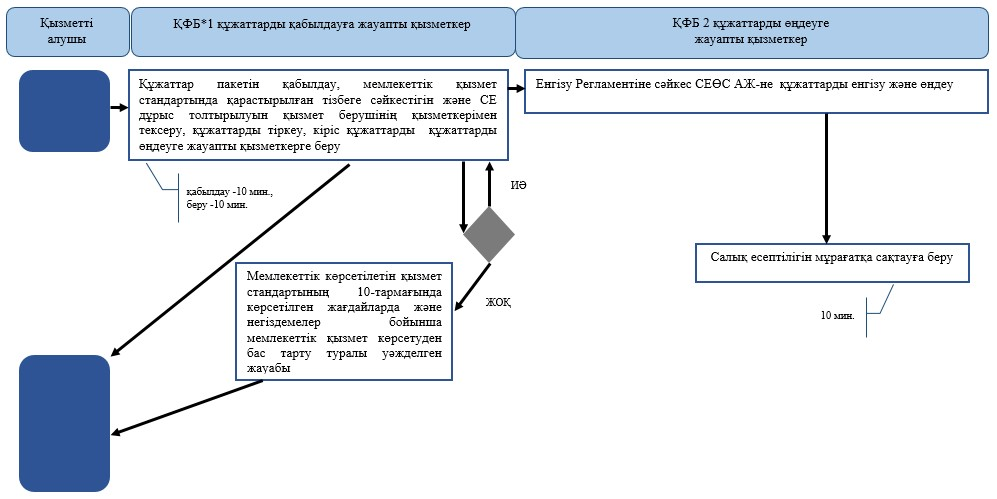 Қызметті
алушы
ҚФБ*1 құжаттарды қабылдауға жауапты қызметкер
ҚФБ 2 құжаттарды өңдеуге
жауапты қызметкер
Құжаттар пакетін қабылдау, мемлекеттік қызмет
стандартында қарастырылған тізбеге сәйкестігін және СЕ
дұрыс толтырылуын қызмет берушінің қызметкерімен
тексеру, құжаттарды тіркеу, кіріс құжаттарды құжаттарды
өңдеуге жауапты қызметкерге беру
Енгізу Регламентіне сәйкес СЕӨС АЖ-не құжаттарды енгізу және өңдеу
қабылдау -10 мин.,
беру -10 мин.
ИӘ
Салық есептілігін мұрағатқа сақтауға беру
Мемлекеттік көрсетілетін қызмет
стандартының 10-тармағында
көрсетілген жағдайларда және
негіздемелер бойынша
мемлекеттік қызмет көрсетуден
бас тарту туралы уәжделген
жауабы
ЖОҚ
10 мин.